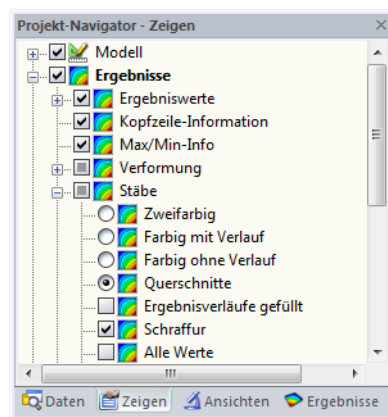 Projekt-Navigator - Zeigen
Modell
Ergebnisse
Ergebniswerte
Kopfzeile-Information
Max/Min-Info
Verformung
Stäbe
Zweifarbig
Farbig mit Verlauf
Farbig ohne Verlauf
Querschnitte
Ergebnisverläufe gefüllt
Schraffur
Alle Werte
Daten Zeigen Ansichten Ergebnisse